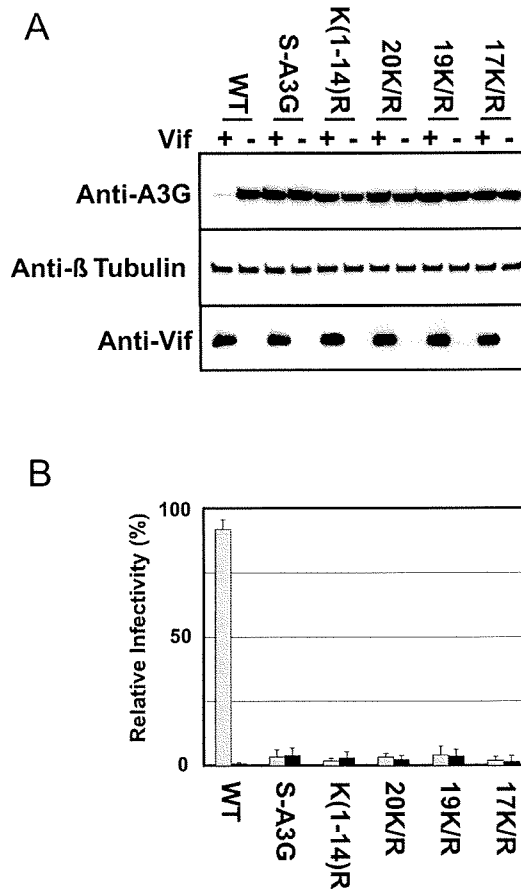 A
WT
S-A3G
K(1-14)R
20K/R
19K/R
17K/R
Vif + - + - + - + - + - + -
Anti-A3G
Anti-ß Tubulin
Anti-Vif
B
Relative Infectivity (%)
100
50
0
WT
S-A3G
K(1-14)R
20K/R
19K/R
17K/R